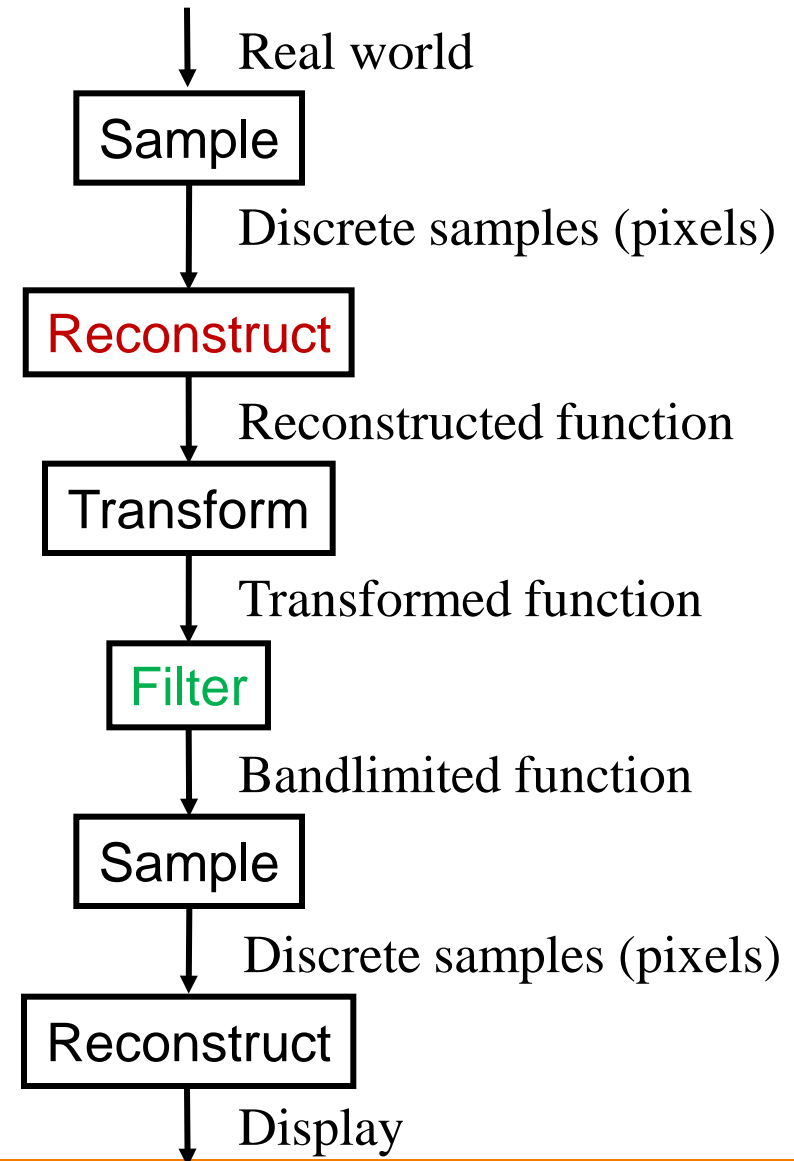 Real world
Sample
Discrete samples (pixels)
Reconstruct
Reconstructed function
Transform
Transformed function
Filter
Bandlimited function
Sample
Discrete samples (pixels)
Reconstruct
Display